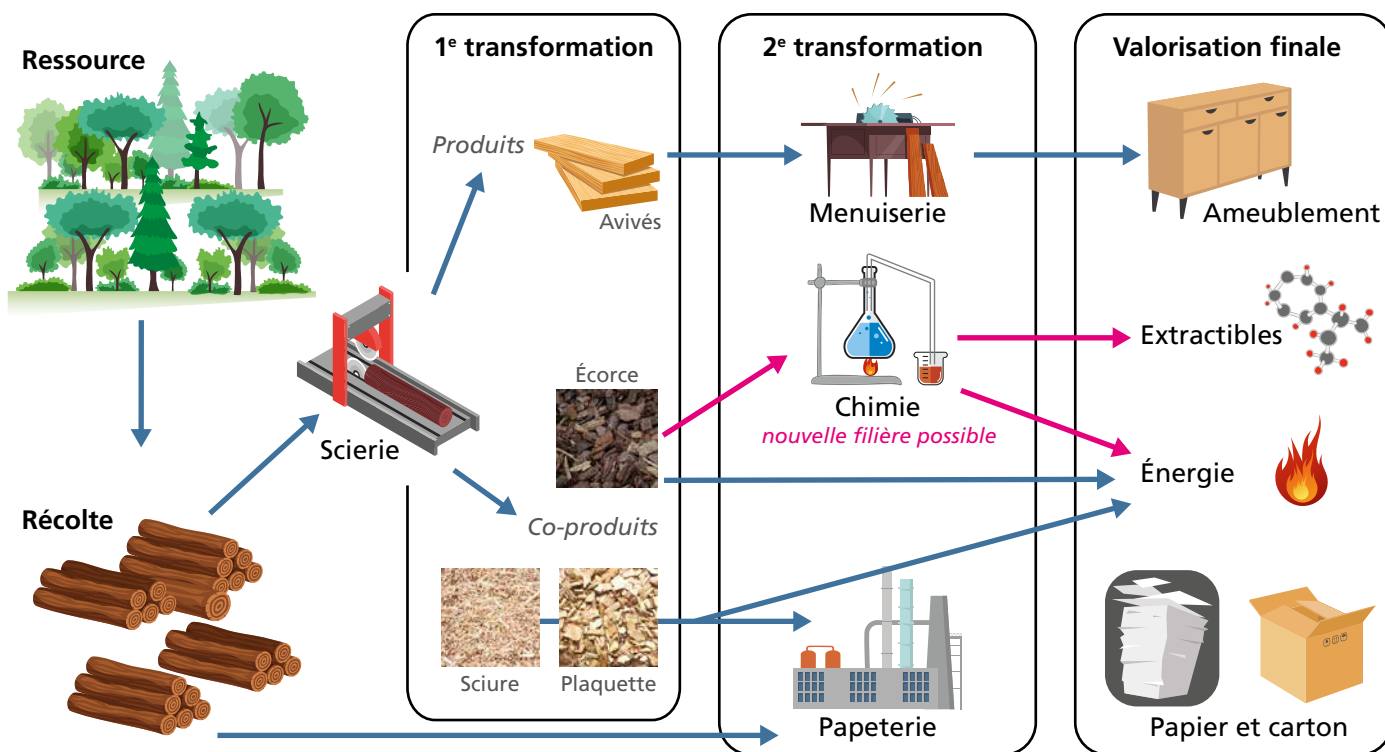 Ressource
Récolte
Scierie
1e transformation
Produits
Avivés
Écorce
Co-produits
Sciure
Plaquette
2e transformation
Menuiserie
Chimie
nouvelle filière possible
Papeterie
Valorisation finale
Ameublement
Extractibles
Énergie
Papier et carton